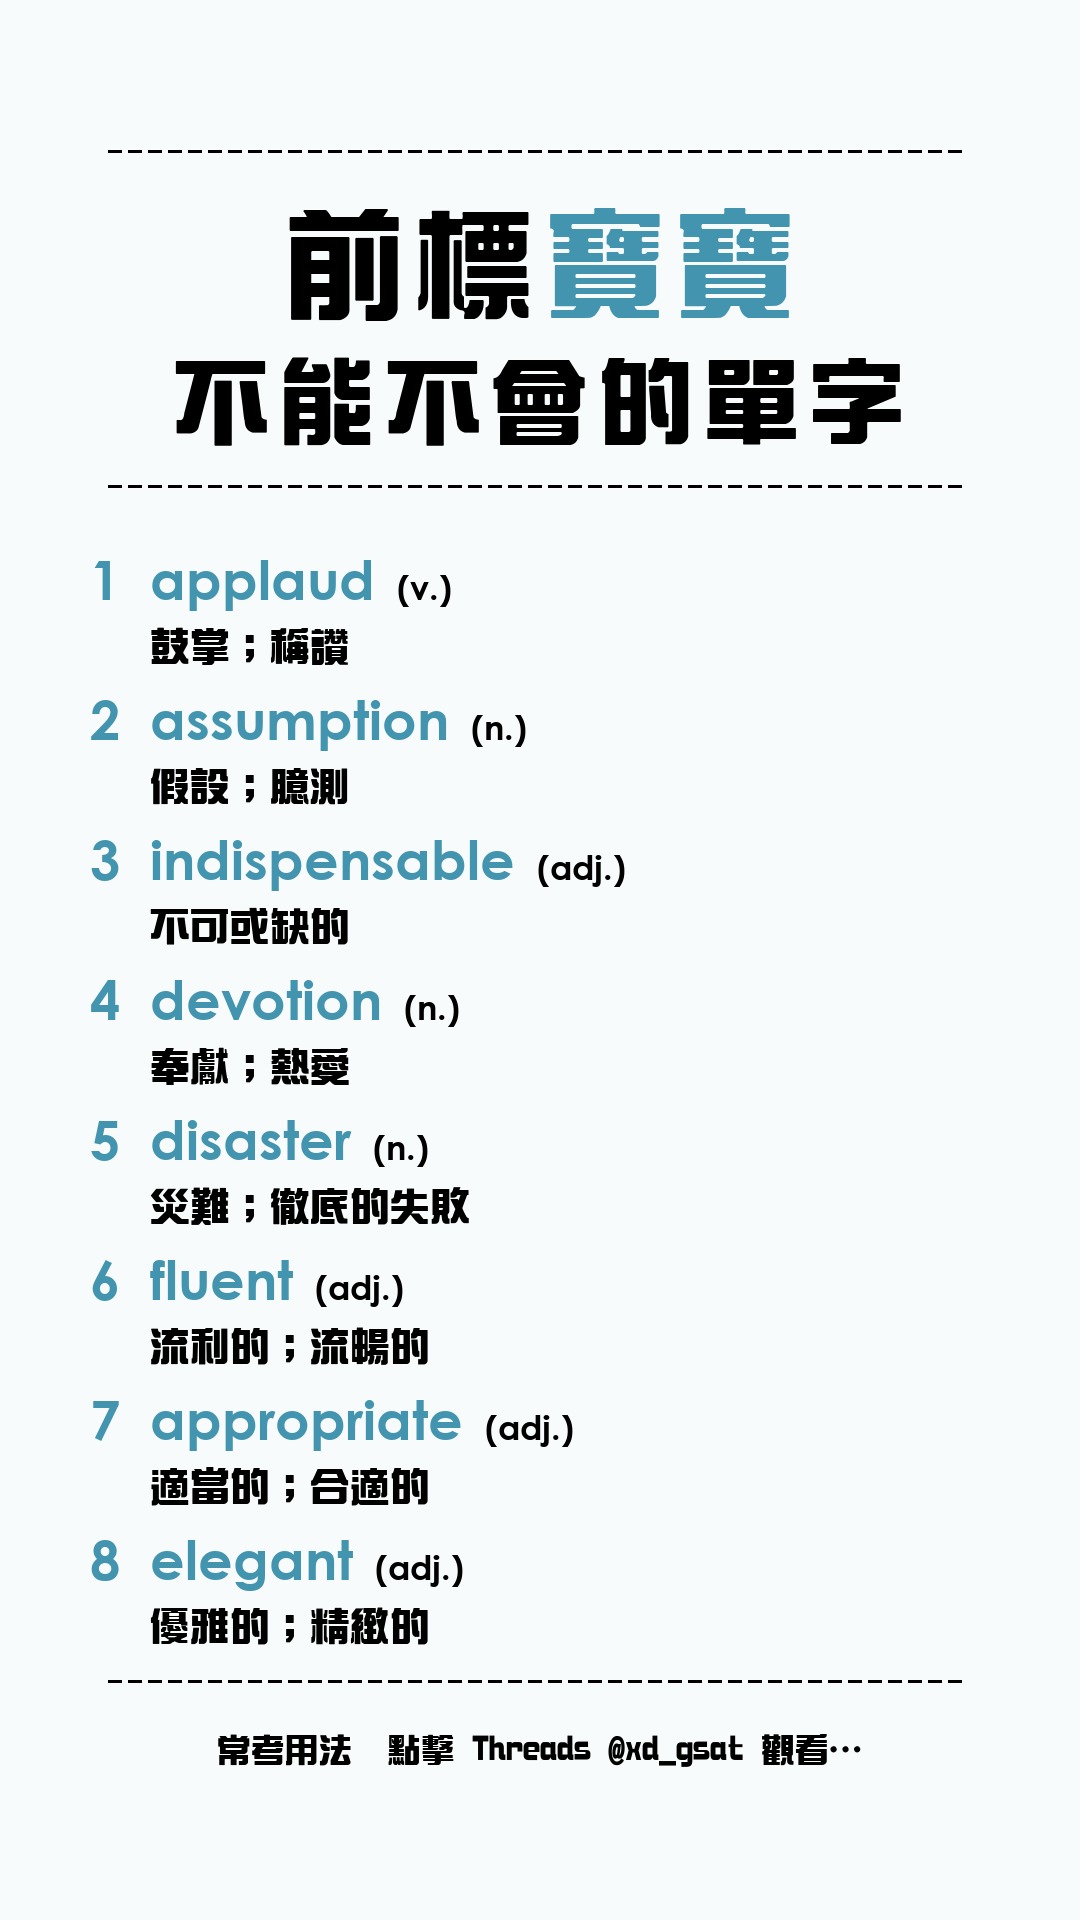 前標寶寶
不能不會的單字
1 applaud (v.)
鼓掌；稱讚
2 assumption (n.)
假設；臆測
3 indispensable (adj.)
不可或缺的
4 devotion (n.)
奉獻；熱愛
5 disaster (n.)
災難；徹底的失敗
6 fluent (adj.)
流利的；流暢的
7 appropriate (adj.)
適當的；合適的
8 elegant (adj.)
優雅的；精緻的
常考用法 點擊 Threads @xd_gsat 觀看…